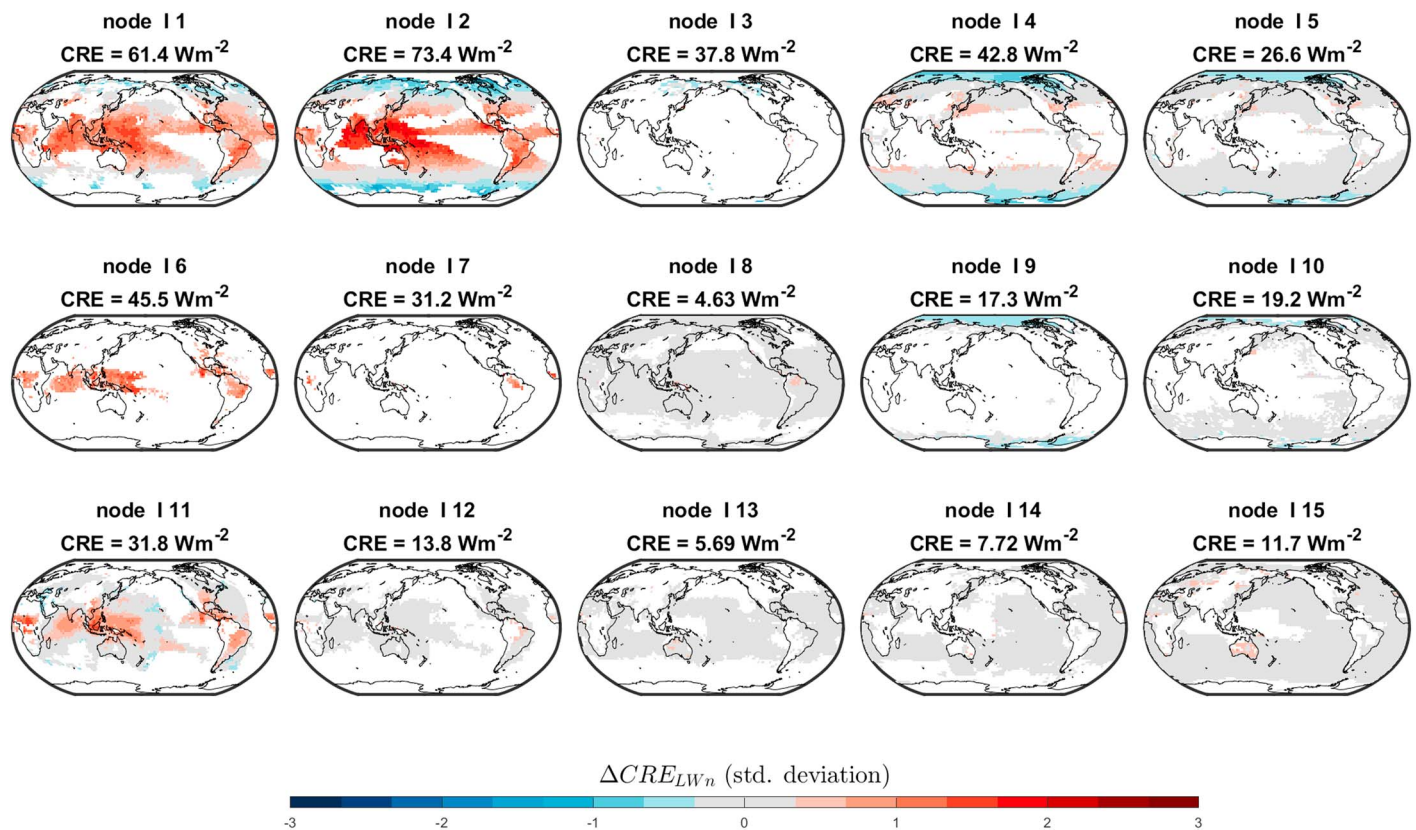 node I 1
CRE = 61.4 Wm-2
node I 2
CRE = 73.4 Wm-2
node I 3
CRE = 37.8 Wm-2
node I 4
CRE = 42.8 Wm-2
node I 5
CRE = 26.6 Wm-2
node I 6
CRE = 45.5 Wm-2
node I 7
CRE = 31.2 Wm-2
node I 8
CRE = 4.63 Wm-2
node I 9
CRE = 17.3 Wm-2
node I 10
CRE = 19.2 Wm-2
node I 11
CRE = 31.8 Wm-2
node I 12
CRE = 13.8 Wm-2
node I 13
CRE = 5.69 Wm-2
node I 14
CRE = 7.72 Wm-2
node I 15
CRE = 11.7 Wm-2
ΔCRE_LWn (std. deviation)
-3 -2 -1 0 1 2 3